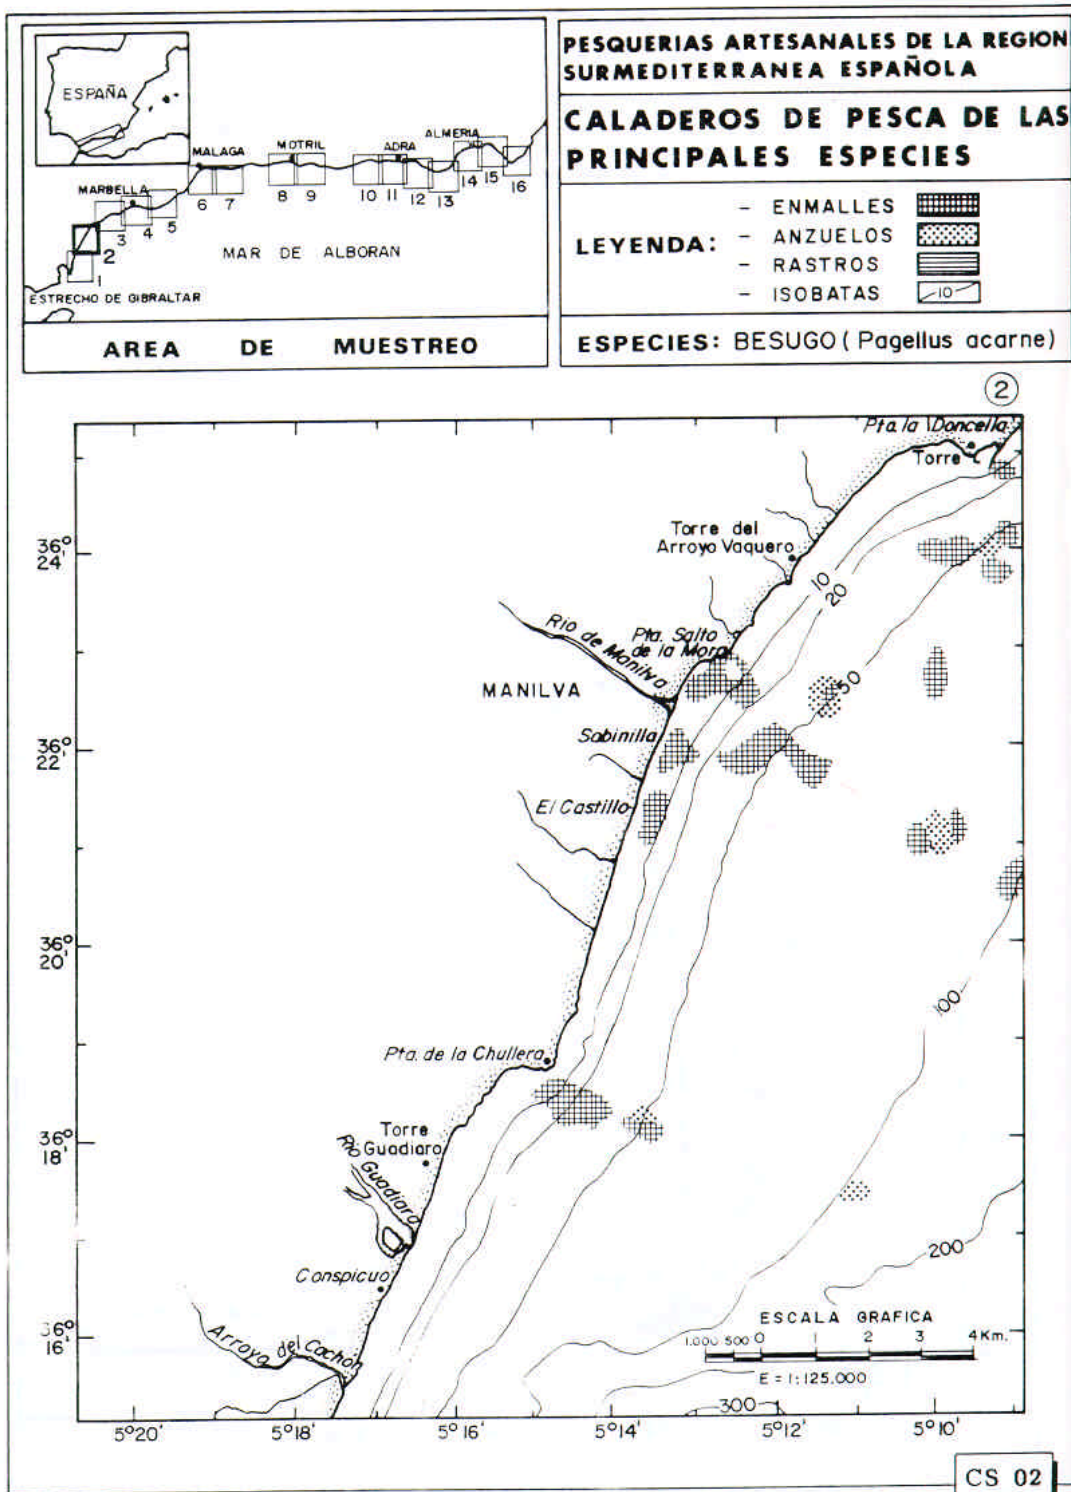 ESPAÑA
MALAGA
MOTRIL
ADRA
ALMERIA
MARBELLA
1
2
3
4
5
6
7
8
9
10
11
12
13
14
15
16
MAR DE ALBORAN
ESTRECHO DE GIBRALTAR
AREA DE MUESTREO
PESQUERIAS ARTESANALES DE LA REGION
SURMEDITERRANEA ESPAÑOLA
CALADEROS DE PESCA DE LAS
PRINCIPALES ESPECIES
LEYENDA:
- ENMALLES
- ANZUELOS
- RASTROS
- ISOBATAS
10
ESPECIES: BESUGO ( Pagellus acarne)
2
Pta. la Doncella
Torre
Torre del
Arroyo Vaquero
10
20
50
Pta. Salto
de la Mora
Rio de Manilva
MANILVA
Sabinilla
El Castillo
100
Pta. de la Chullera
Torre
Guadiaro
Rio Guadiaro
Conspicuo
Arroyo del Cachón
200
300
36°
24'
36°
22'
36°
20'
36°
18'
36°
16'
ESCALA GRAFICA
1.000 500 0 1 2 3 4 Km.
E = 1:125.000
5°20' 5°18' 5°16' 5°14' 5°12' 5°10'
CS 02